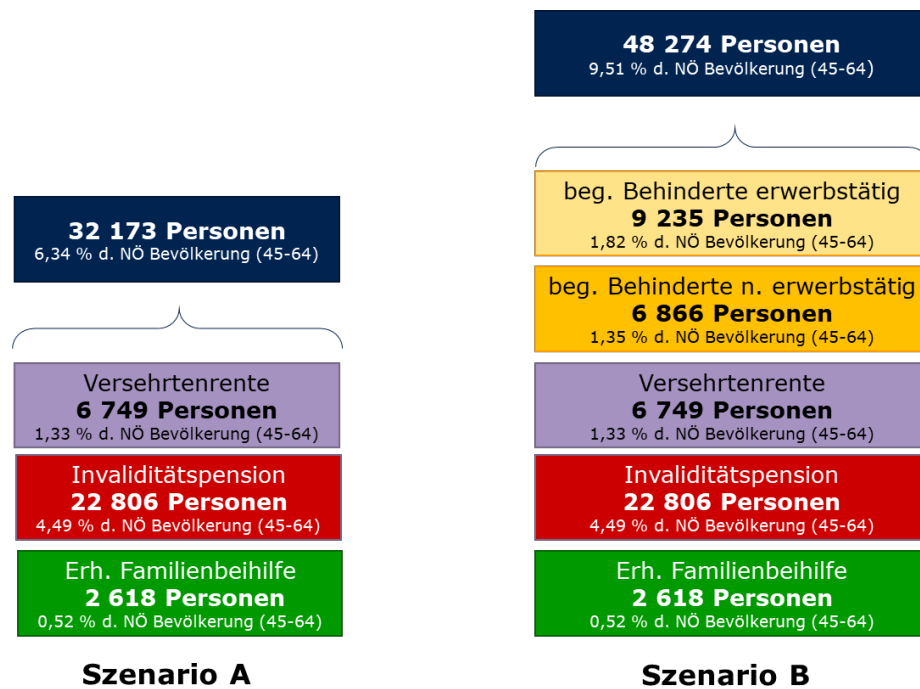 32 173 Personen
6,34 % d. NÖ Bevölkerung (45-64)
Versehrtenrente
6 749 Personen
1,33 % d. NÖ Bevölkerung (45-64)
Invaliditätspension
22 806 Personen
4,49 % d. NÖ Bevölkerung (45-64)
Erh. Familienbeihilfe
2 618 Personen
0,52 % d. NÖ Bevölkerung (45-64)
Szenario A
48 274 Personen
9,51 % d. NÖ Bevölkerung (45-64)
beg. Behinderte erwerbstätig
9 235 Personen
1,82 % d. NÖ Bevölkerung (45-64)
beg. Behinderte n. erwerbstätig
6 866 Personen
1,35 % d. NÖ Bevölkerung (45-64)
Versehrtenrente
6 749 Personen
1,33 % d. NÖ Bevölkerung (45-64)
Invaliditätspension
22 806 Personen
4,49 % d. NÖ Bevölkerung (45-64)
Erh. Familienbeihilfe
2 618 Personen
0,52 % d. NÖ Bevölkerung (45-64)
Szenario B